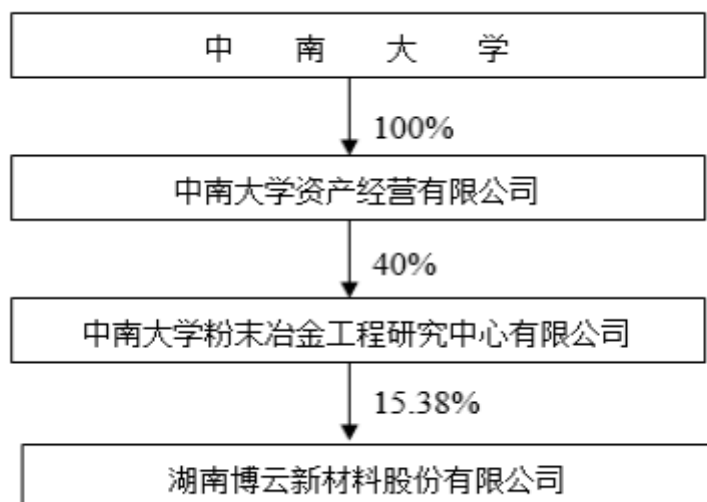 中南大学
100%
中南大学资产经营有限公司
40%
中南大学粉末冶金工程研究中心有限公司
15.38%
湖南博云新材料股份有限公司